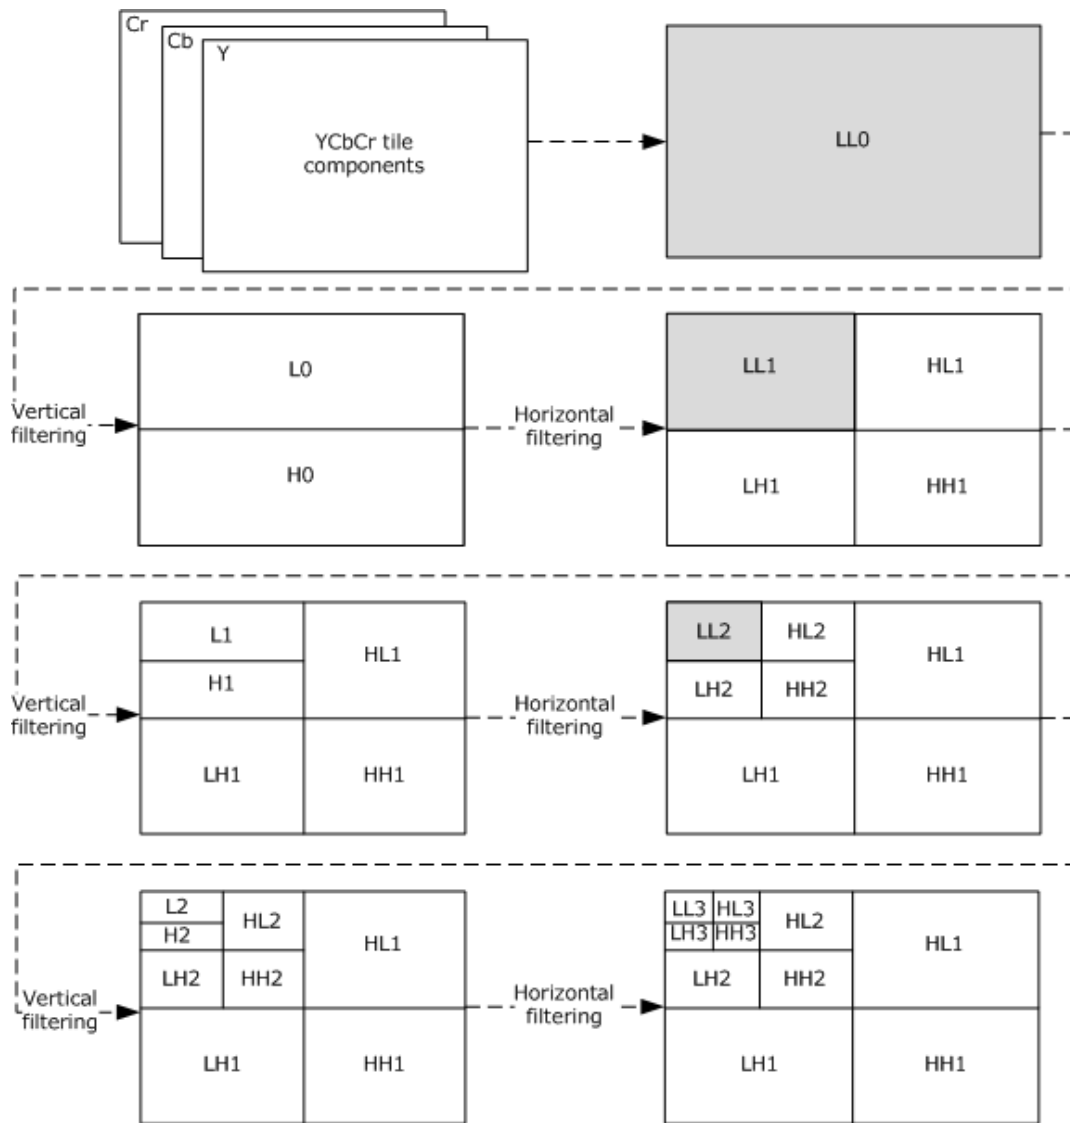 Cr
Cb
Y
YCbCr tile
components
LL0
Vertical
filtering
L0
H0
Horizontal
filtering
LL1
HL1
LH1
HH1
Vertical
filtering
L1
H1
HL1
LH1
HH1
Horizontal
filtering
LL2
HL2
LH2
HH2
HL1
LH1
HH1
Vertical
filtering
L2
H2
HL2
LH2
HH2
HL1
LH1
HH1
Horizontal
filtering
LL3
HL3
LH3
HH3
HL2
LH2
HH2
HL1
LH1
HH1